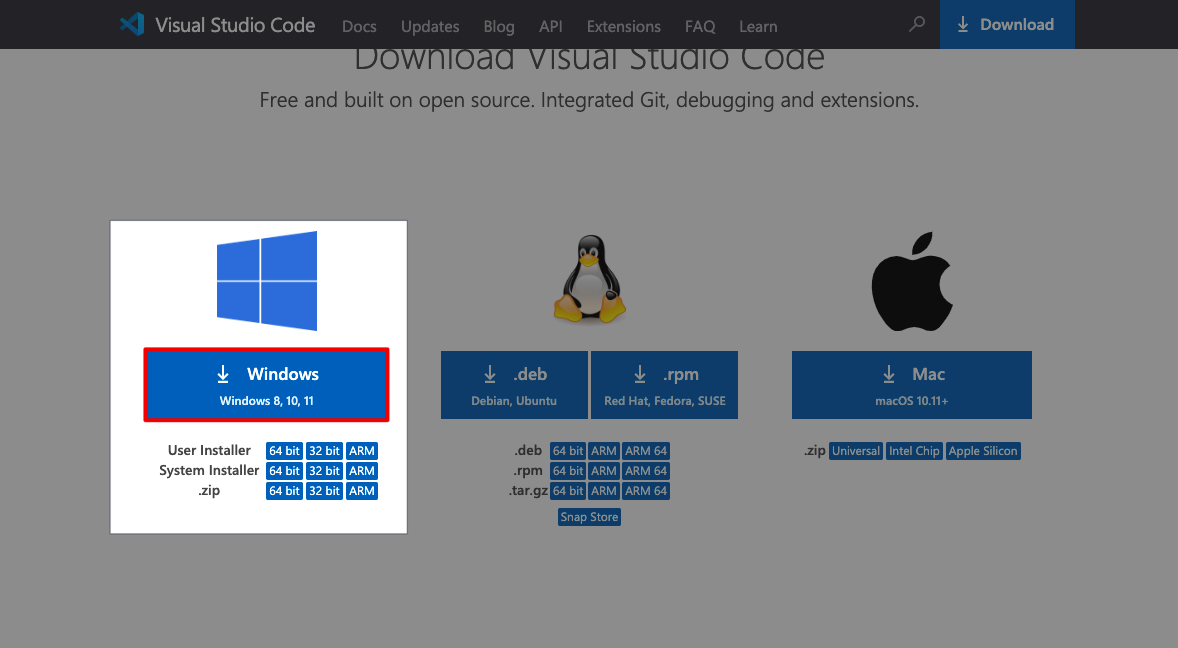 Visual Studio Code Docs Updates Blog API Extensions FAQ Learn Download
Download Visual Studio Code
Free and built on open source. Integrated Git, debugging and extensions.
Windows
Windows 8, 10, 11
User Installer 64 bit 32 bit ARM
System Installer 64 bit 32 bit ARM
.zip 64 bit 32 bit ARM
.deb
Debian, Ubuntu
.rpm
Red Hat, Fedora, SUSE
.deb 64 bit ARM ARM 64
.rpm 64 bit ARM ARM 64
.tar.gz 64 bit ARM ARM 64
Snap Store
Mac
macOS 10.11+
.zip Universal Intel Chip Apple Silicon